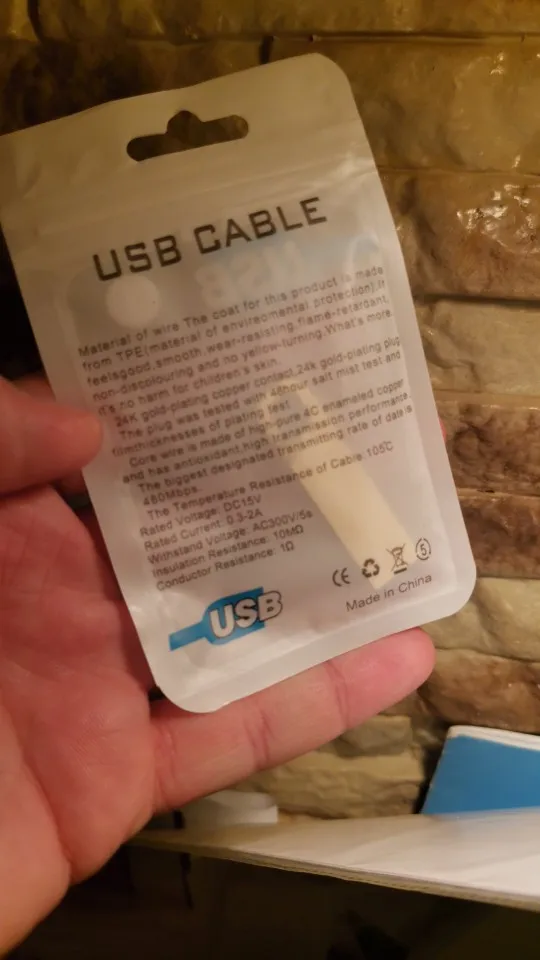 USB CABLE
Material of wire The coat for this product is made
from TPE(material of enviromental protection).It
feelsgood,smooth,wear-resisting,flame-retardant,
non-discolouring and no yellow-turning.What's more,
it's no harm for children's skin.
24K gold-plating copper contact,24k gold-plating plug
The plug was tested with 48hour salt mist test and
filmthicknesses of plating test
Core wire is made of high-pure 4C enameled copper
and has antioxidant,high transmission performance.
The biggest designated transmitting rate of data is
480Mbps.
The Temperature Resistance of Cable:105℃
Rated Voltage: DC15V
Rated Current: 0.3-2A
Withstand Voltage: AC300V/5s
Insulation Resistance: 10MΩ
Conductor Resistance: 1Ω
CE 5
USB
Made in China